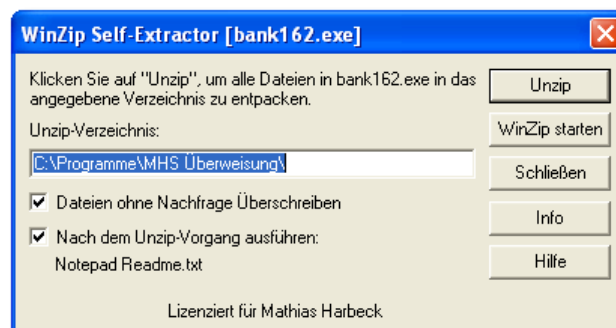 WinZip Self-Extractor [bank162.exe]
Klicken Sie auf "Unzip", um alle Dateien in bank162.exe in das
angegebene Verzeichnis zu entpacken.
Unzip-Verzeichnis:
C:\Programme\MHS Überweisung\
Dateien ohne Nachfrage Überschreiben
Nach dem Unzip-Vorgang ausführen:
Notepad Readme.txt
Lizenziert für Mathias Harbeck
Unzip
WinZip starten
Schließen
Info
Hilfe